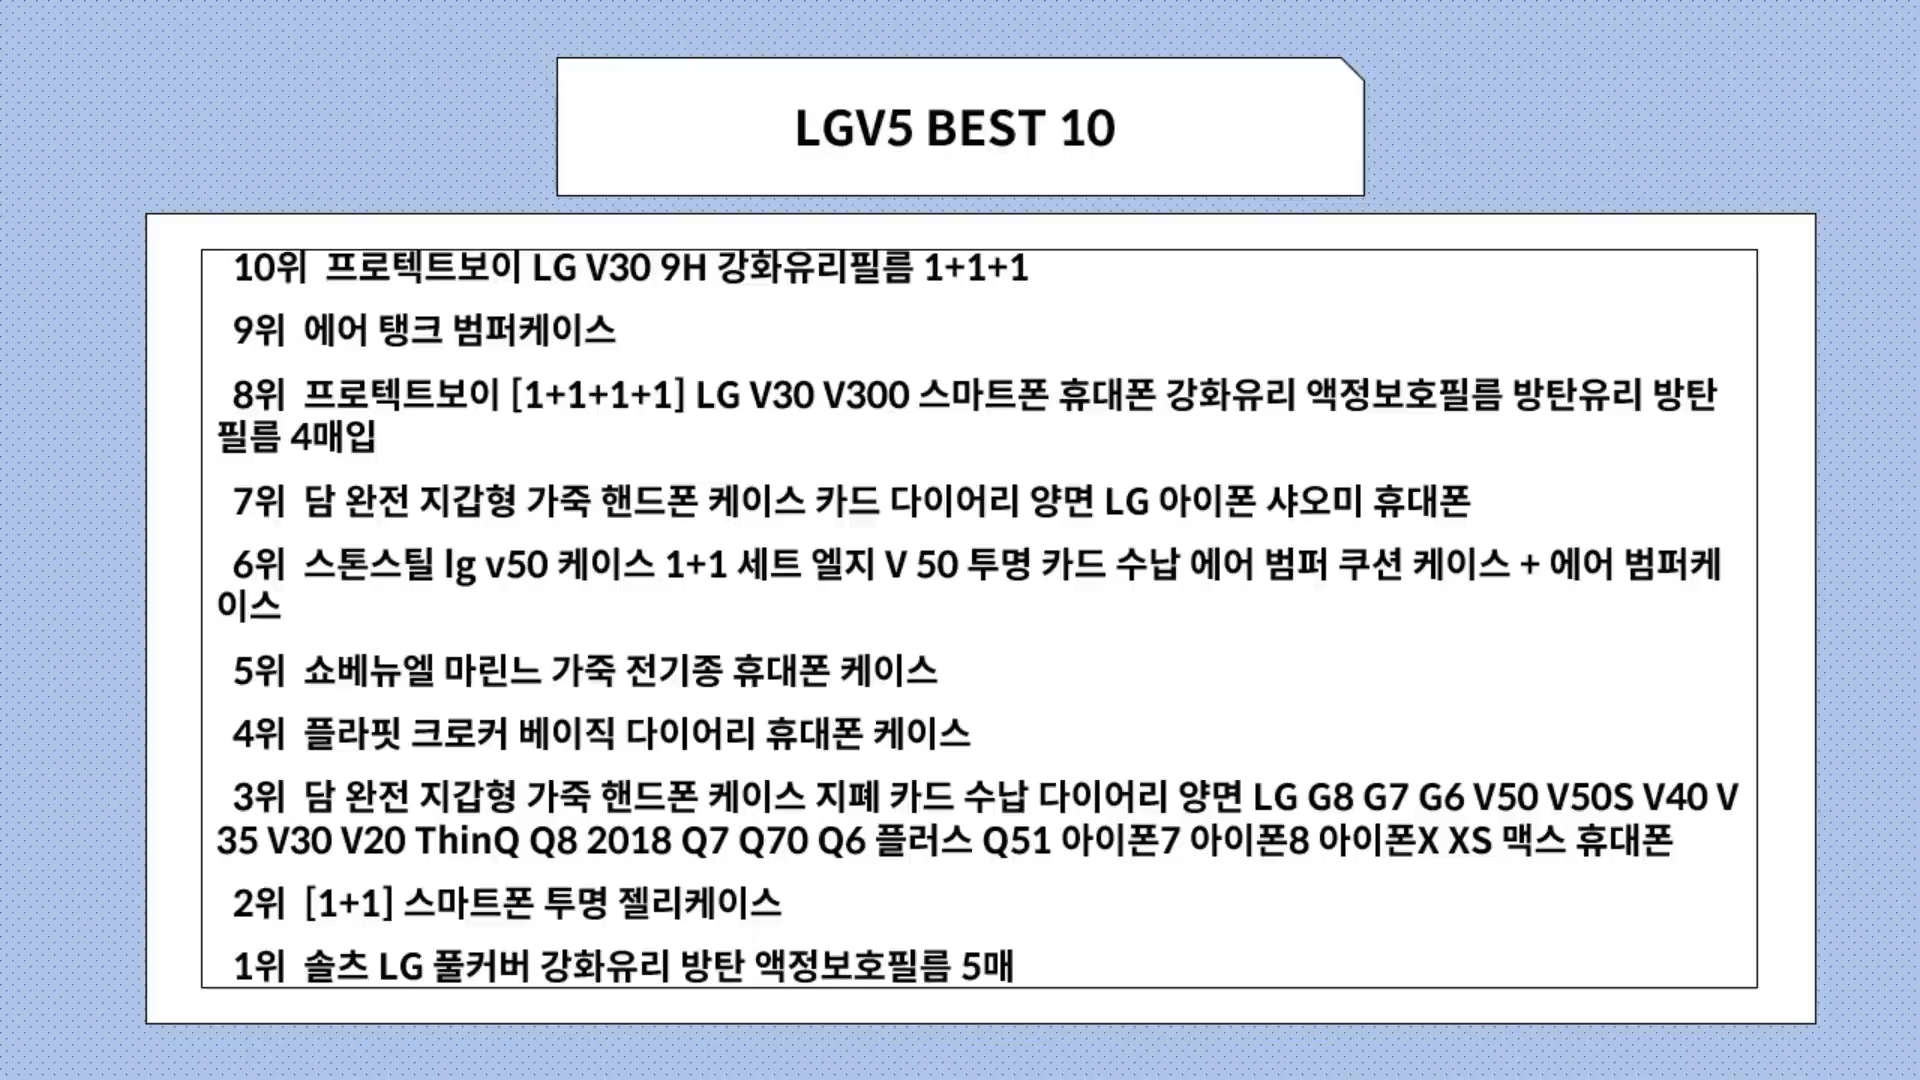 LGV5 BEST 10
10위 프로텍트보이 LG V30 9H 강화유리필름 1+1+1
9위 에어 탱크 범퍼케이스
8위 프로텍트보이 [1+1+1+1] LG V30 V300 스마트폰 휴대폰 강화유리 액정보호필름 방탄유리 방탄
필름 4매입
7위 담 완전 지갑형 가죽 핸드폰 케이스 카드 다이어리 양면 LG 아이폰 샤오미 휴대폰
6위 스톤스틸 lg v50 케이스 1+1 세트 엘지 V 50 투명 카드 수납 에어 범퍼 쿠션 케이스 + 에어 범퍼케
이스
5위 쇼베뉴엘 마린느 가죽 전기종 휴대폰 케이스
4위 플라핏 크로커 베이직 다이어리 휴대폰 케이스
3위 담 완전 지갑형 가죽 핸드폰 케이스 지폐 카드 수납 다이어리 양면 LG G8 G7 G6 V50 V50S V40 V
35 V30 V20 ThinQ Q8 2018 Q7 Q70 Q6 플러스 Q51 아이폰7 아이폰8 아이폰X XS 맥스 휴대폰
2위 [1+1] 스마트폰 투명 젤리케이스
1위 솔츠 LG 풀커버 강화유리 방탄 액정보호필름 5매